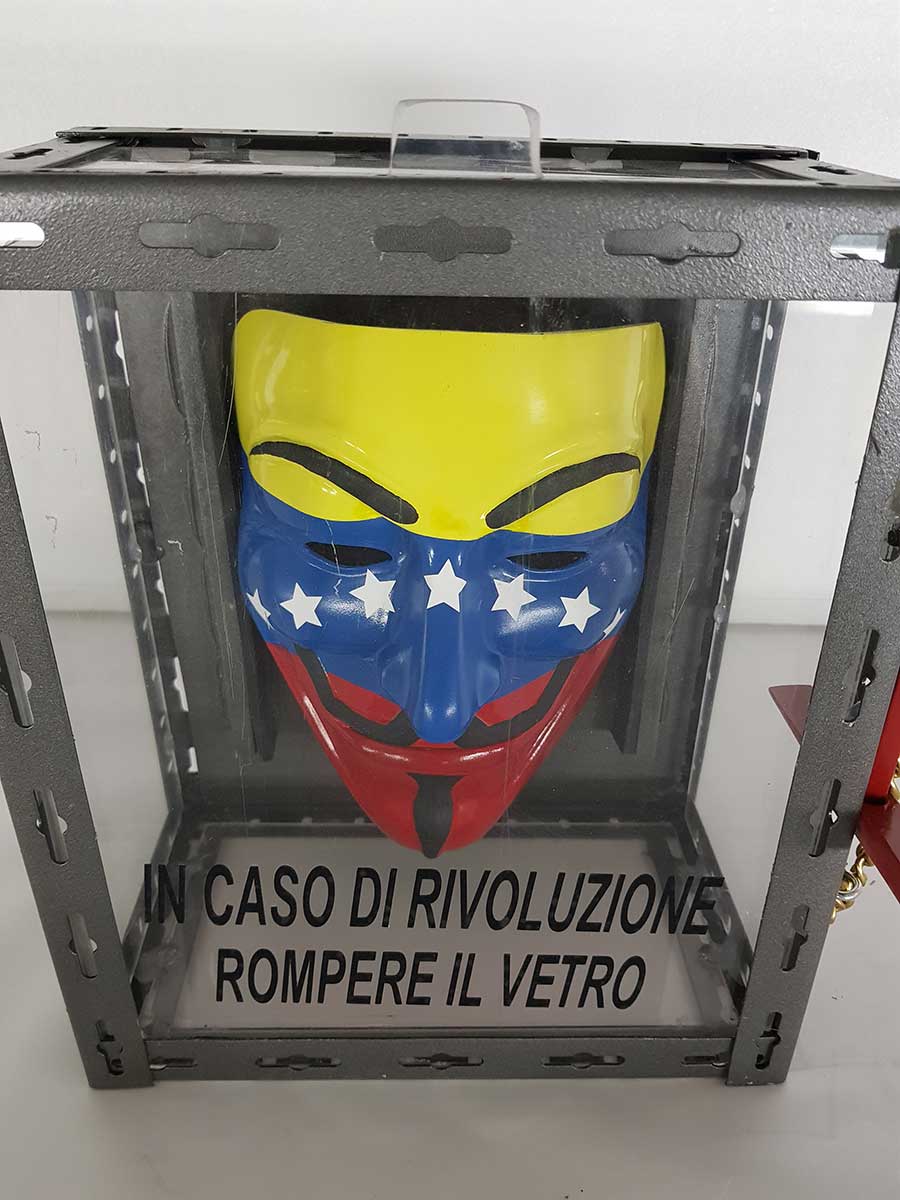 IN CASO DI RIVOLUZIONE
ROMPERE IL VETRO